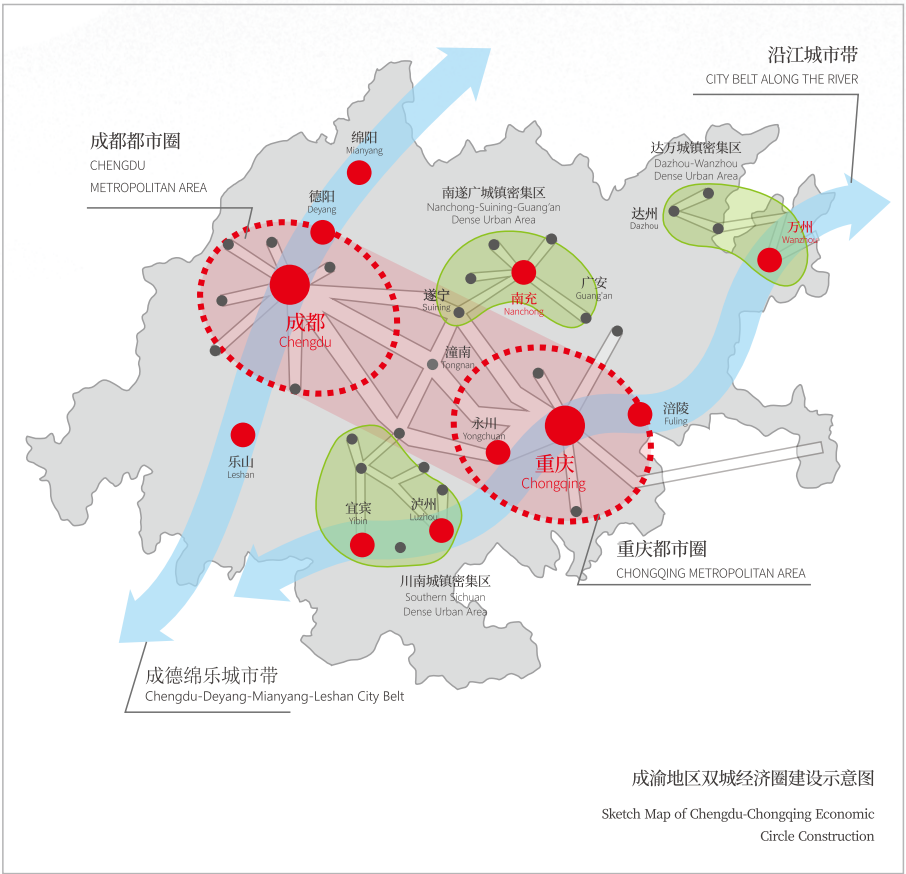 沿江城市带
CITY BELT ALONG THE RIVER
成都都市圈
CHENGDU
METROPOLITAN AREA
绵阳
Mianyang
达万城镇密集区
Dazhou-Wanzhou
Dense Urban Area
德阳
Deyang
南遂广城镇密集区
Nanchong-Suining-Guang'an
Dense Urban Area
达州
Dazhou
万州
Wanzhou
遂宁
Suining
南充
Nanchong
广安
Guang'an
成都
Chengdu
潼南
Tongnan
涪陵
Fuling
永川
Yongchuan
乐山
Leshan
重庆
Chongqing
宜宾
Yibin
泸州
Luzhou
重庆都市圈
CHONGQING METROPOLITAN AREA
川南城镇密集区
Southern Sichuan
Dense Urban Area
成德绵乐城市带
Chengdu-Deyang-Mianyang-Leshan City Belt
成渝地区双城经济圈建设示意图
Sketch Map of Chengdu-Chongqing Economic
Circle Construction